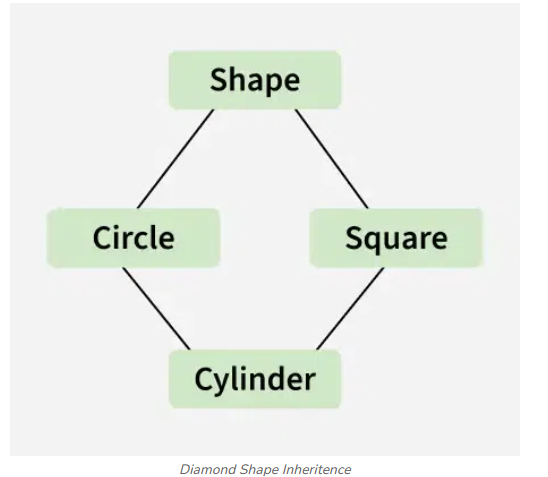 Shape
Circle Square
Cylinder
Diamond Shape Inheritence